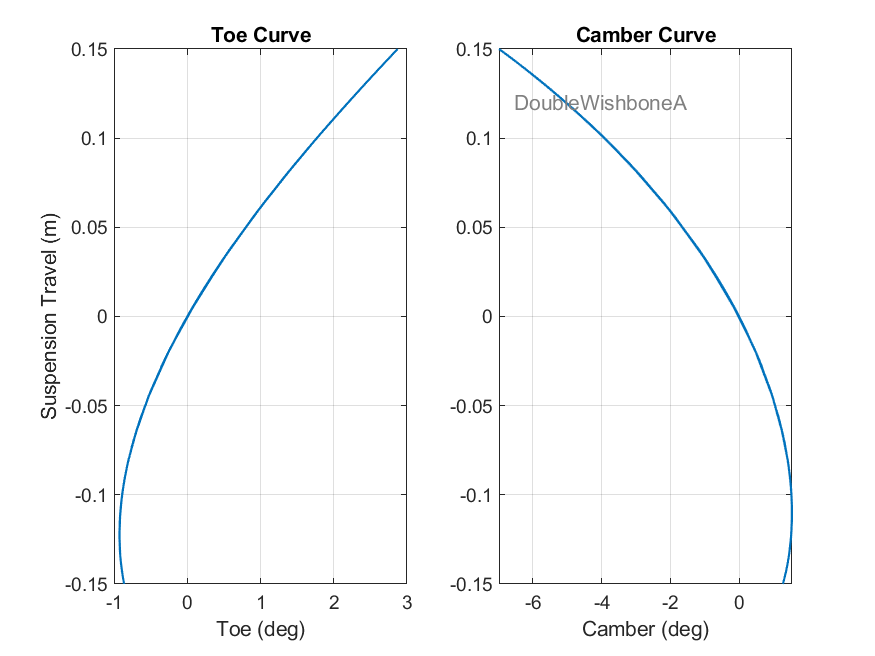 Toe Curve
0.15
0.1
0.05
0
-0.05
-0.1
-0.15
-1 0 1 2 3
Toe (deg)
Suspension Travel (m)
Camber Curve
DoubleWishboneA
0.15
0.1
0.05
0
-0.05
-0.1
-0.15
-6 -4 -2 0
Camber (deg)